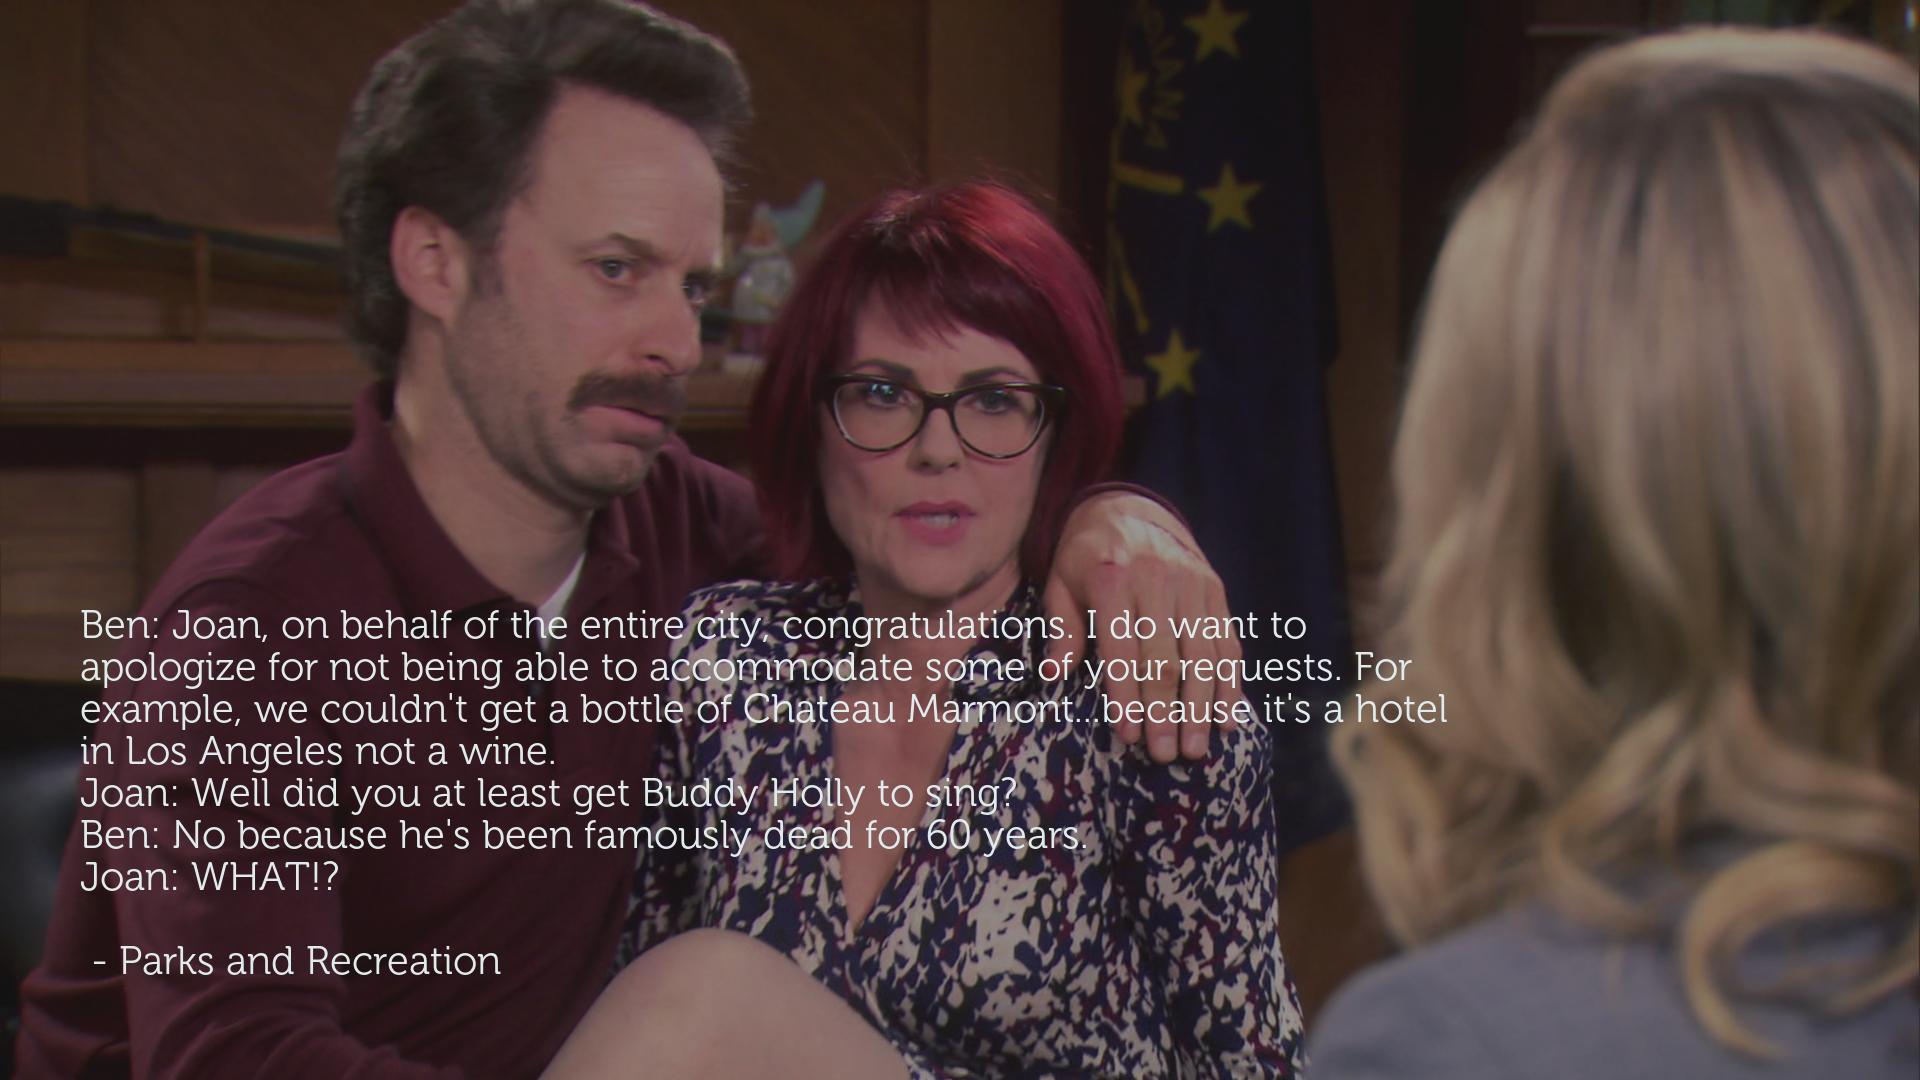 Ben: Joan, on behalf of the entire city, congratulations. I do want to
apologize for not being able to accommodate some of your requests. For
example, we couldn't get a bottle of Chateau Marmont...because it's a hotel
in Los Angeles not a wine.
Joan: Well did you at least get Buddy Holly to sing?
Ben: No because he's been famously dead for 60 years.
Joan: WHAT!?
- Parks and Recreation